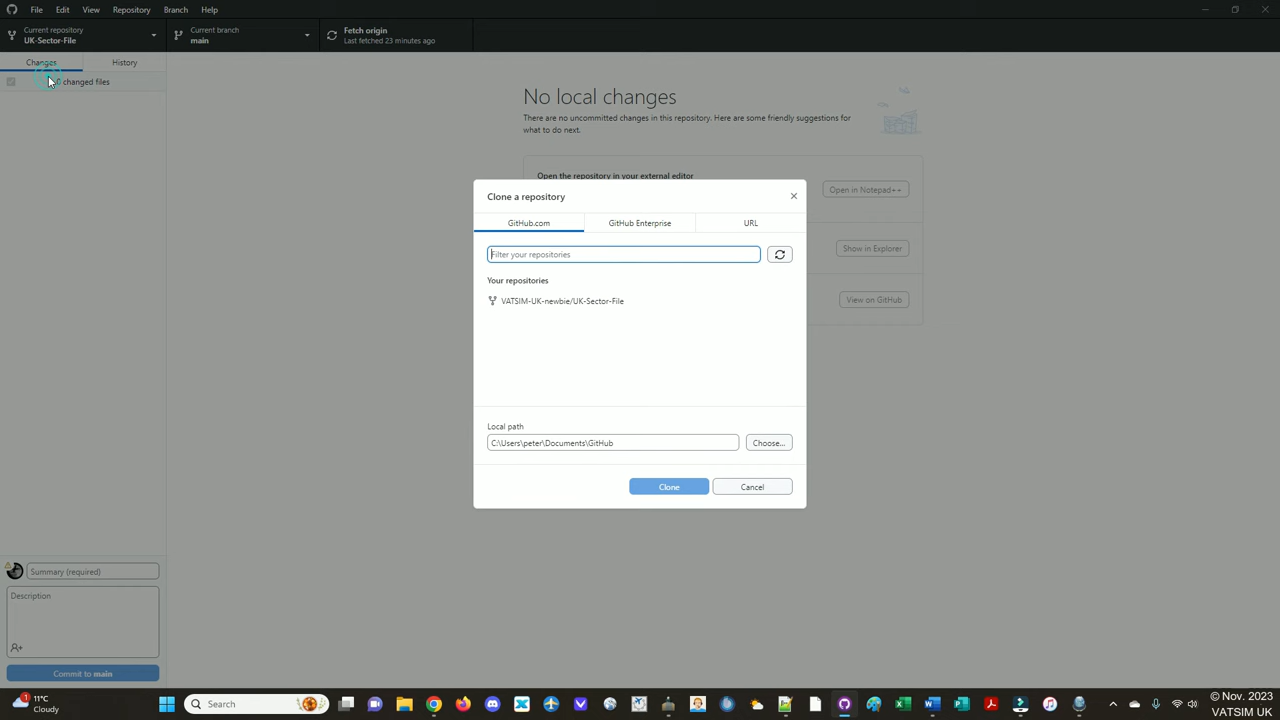 File Edit View Repository Branch Help
Current repository
UK-Sector-File
Current branch
main
Fetch origin
Last fetched 23 minutes ago
Changes
History
0 changed files
No local changes
There are no uncommitted changes in this repository. Here are some friendly suggestions for
what to do next.
Open the repository in your external editor
Open in Notepad++
Show in Explorer
View on GitHub
Clone a repository
GitHub.com
GitHub Enterprise
URL
Filter your repositories
Your repositories
VATSIM-UK-newbie/UK-Sector-File
Local path
C:\Users\peter\Documents\GitHub
Choose...
Clone
Cancel
Summary (required)
Description
Commit to main
1
11°C
Cloudy
Search
© Nov. 2023
VATSIM UK